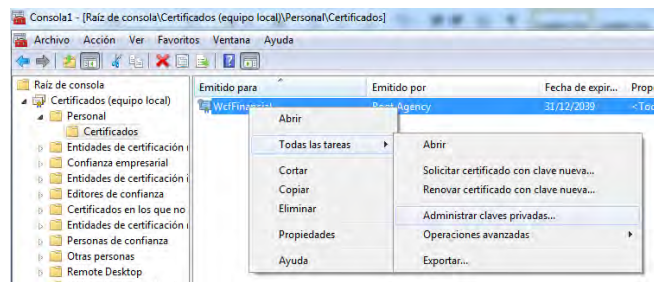 Consola1 - [Raíz de consola\Certificados (equipo local)\Personal\Certificados]
Archivo Acción Ver Favoritos Ventana Ayuda
Raíz de consola
Certificados (equipo local)
Personal
Certificados
Entidades de certificación
Confianza empresarial
Entidades de certificación i
Editores de confianza
Certificados en los que no
Entidades de certificación
Personas de confianza
Otras personas
Remote Desktop
Emitido para Emitido por Fecha de expir... Prop
WcfFinancial Root Agency 31/12/2039 <Tod
Abrir
Todas las tareas
Cortar
Copiar
Eliminar
Propiedades
Ayuda
Abrir
Solicitar certificado con clave nueva...
Renovar certificado con clave nueva...
Administrar claves privadas...
Operaciones avanzadas
Exportar...